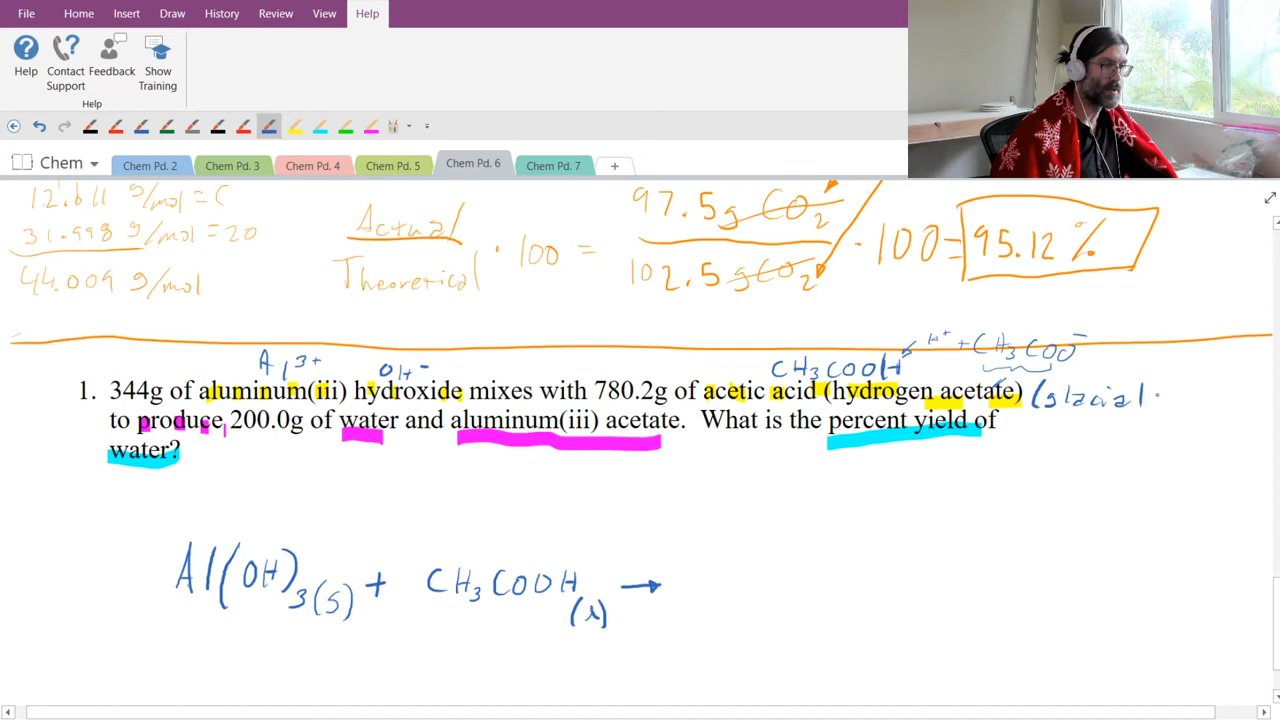 File Home Insert Draw History Review View Help
Help Contact Support Feedback Show Training
Help
Chem Chem Pd. 2 Chem Pd. 3 Chem Pd. 4 Chem Pd. 5 Chem Pd. 6 Chem Pd. 7 +
12.011 g/mol = C
31.998 g/mol = 2O
44.009 g/mol
Actual
Theoretical
· 100 =
97.5g CO2
102.5g CO2
· 100 = 95.12 %
Al3+ OH- CH3COOH H+ + CH3COO-
1. 344g of aluminum(iii) hydroxide mixes with 780.2g of acetic acid (hydrogen acetate) (glacial
to produce 200.0g of water and aluminum(iii) acetate. What is the percent yield of
water?
Al(OH)3(s) + CH3COOH(l) →